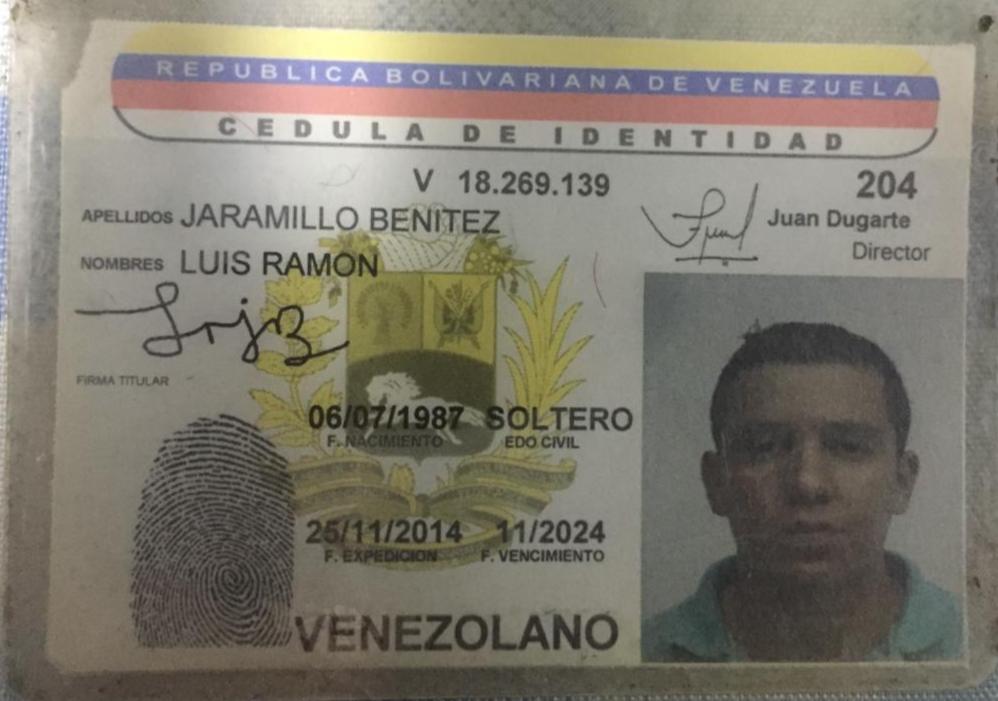 REPUBLICA BOLIVARIANA DE VENEZUELA
CEDULA DE IDENTIDAD
V 18.269.139
204
APELLIDOS JARAMILLO BENITEZ
Juan Dugarte
Director
NOMBRES LUIS RAMON
FIRMA TITULAR
06/07/1987 SOLTERO
F. NACIMIENTO EDO CIVIL
25/11/2014 11/2024
F. EXPEDICION F. VENCIMIENTO
VENEZOLANO